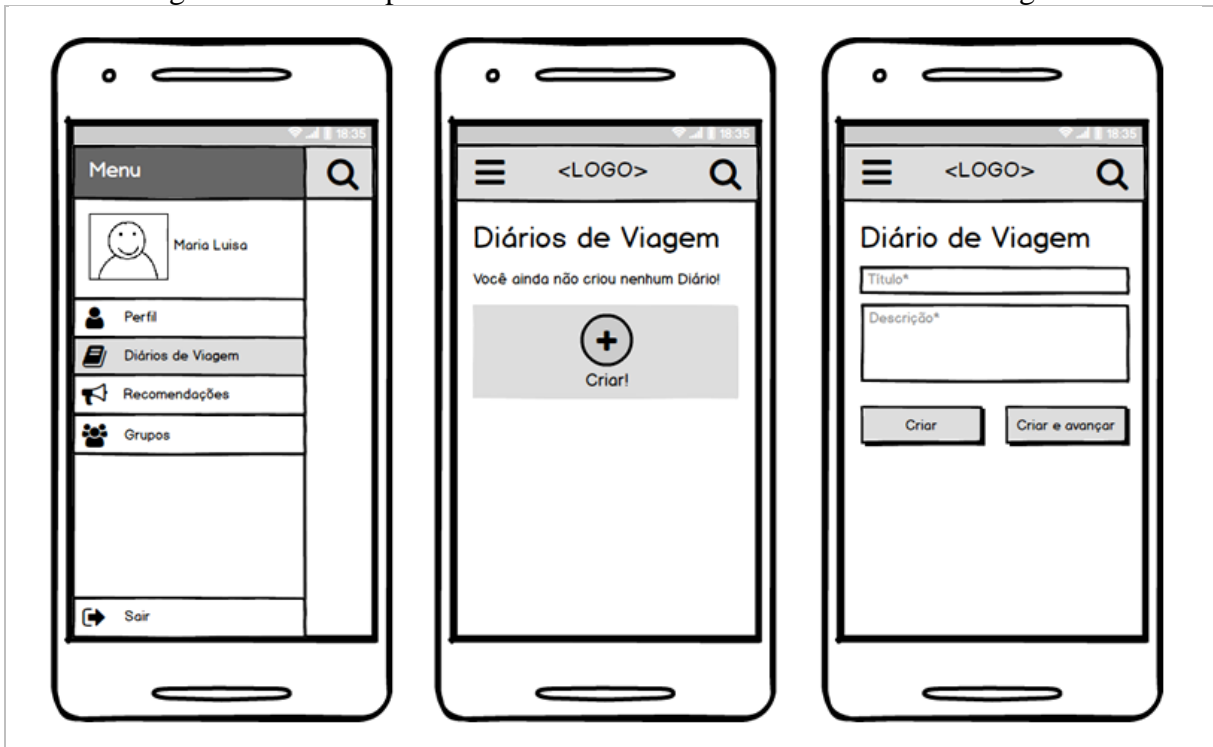 18:35
Menu
Maria Luisa
Perfil
Diários de Viagem
Recomendações
Grupos
Sair
18:35
<LOGO>
Diários de Viagem
Você ainda não criou nenhum Diário!
Criar!
18:35
<LOGO>
Diário de Viagem
Título*
Descrição*
Criar
Criar e avançar